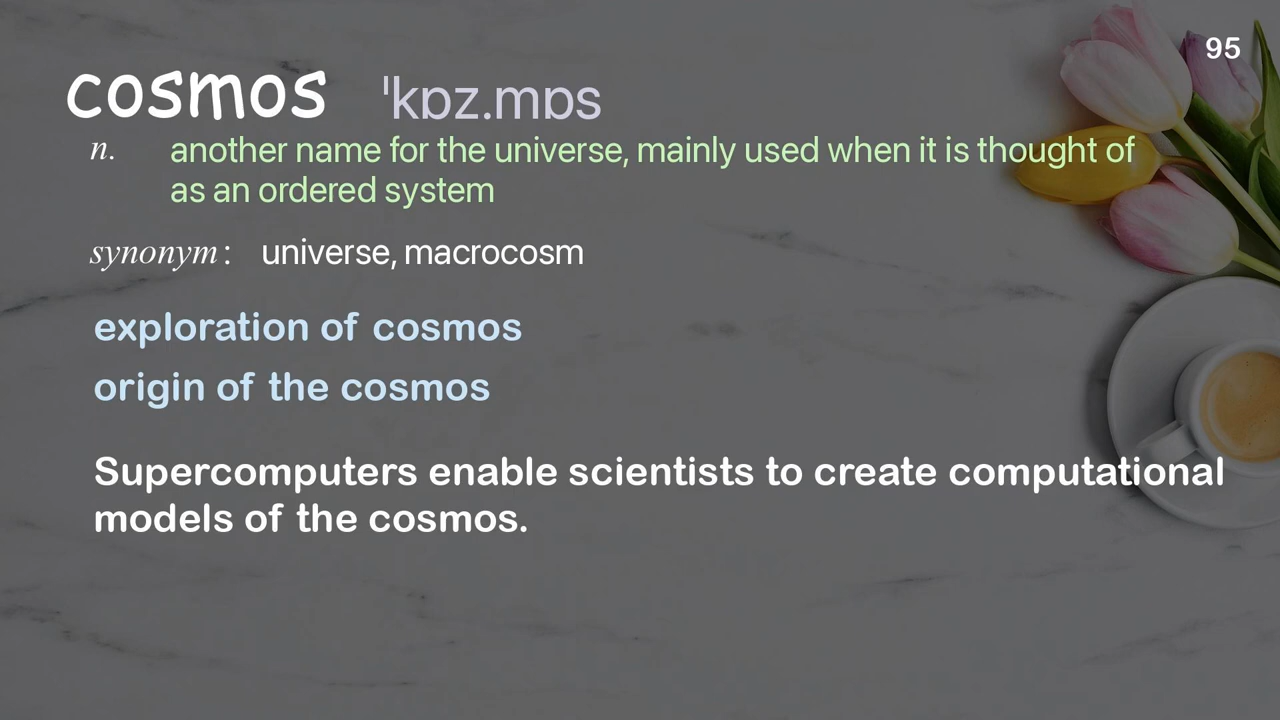 95
cosmos ˈkɒz.mɒs
n. another name for the universe, mainly used when it is thought of
as an ordered system
synonym: universe, macrocosm
exploration of cosmos
origin of the cosmos
Supercomputers enable scientists to create computational
models of the cosmos.